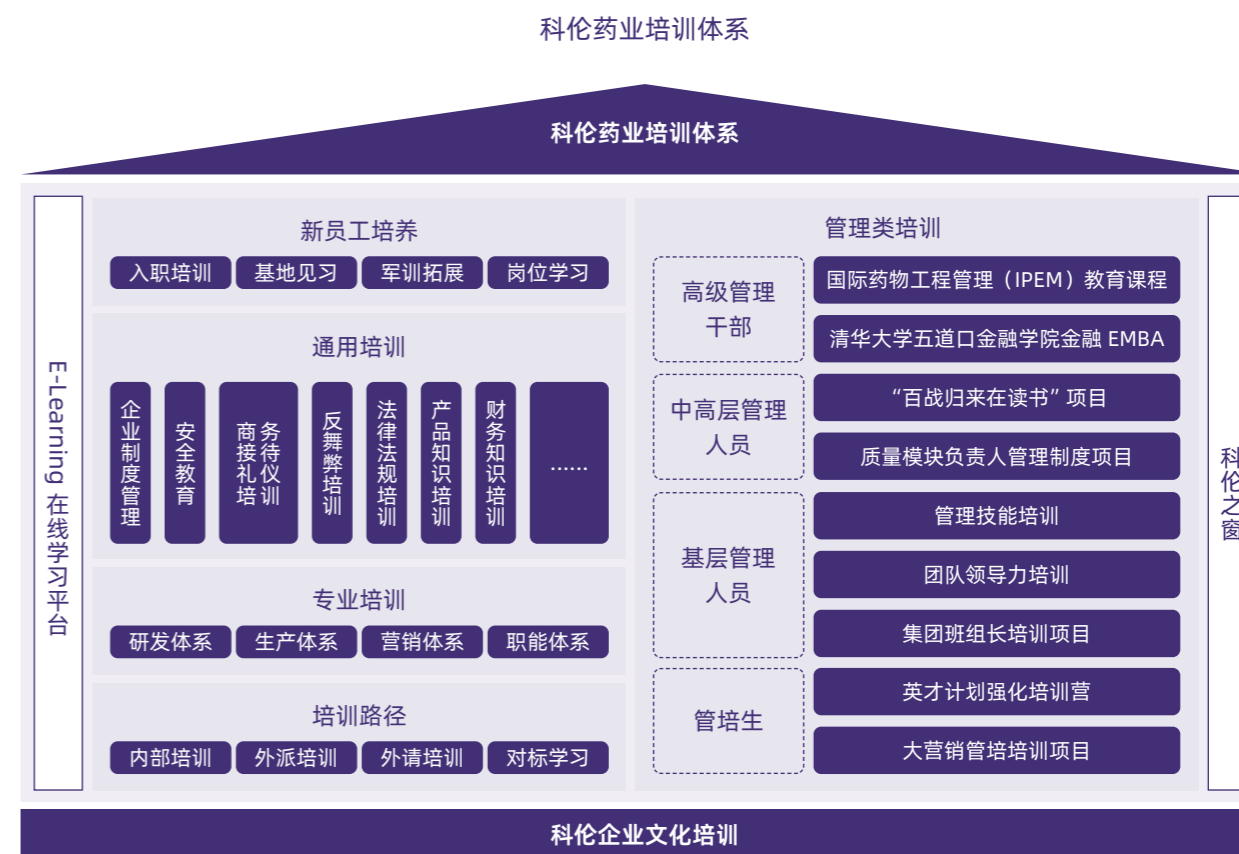 科伦药业培训体系
科伦药业培训体系
E-Learning 在线学习平台
新员工培养
入职培训
基地见习
军训拓展
岗位学习
通用培训
企业制度管理
安全教育
商务接待礼仪培训
反舞弊培训
法律法规培训
产品知识培训
财务知识培训
……
专业培训
研发体系
生产体系
营销体系
职能体系
培训路径
内部培训
外派培训
外请培训
对标学习
管理类培训
高级管理
干部
国际药物工程管理（IPEM）教育课程
清华大学五道口金融学院金融 EMBA
中高层管理
人员
“百战归来在读书”项目
质量模块负责人管理制度项目
基层管理
人员
管理技能培训
团队领导力培训
集团班组长培训项目
管培生
英才计划强化培训营
大营销管培培训项目
科伦之窗
科伦企业文化培训